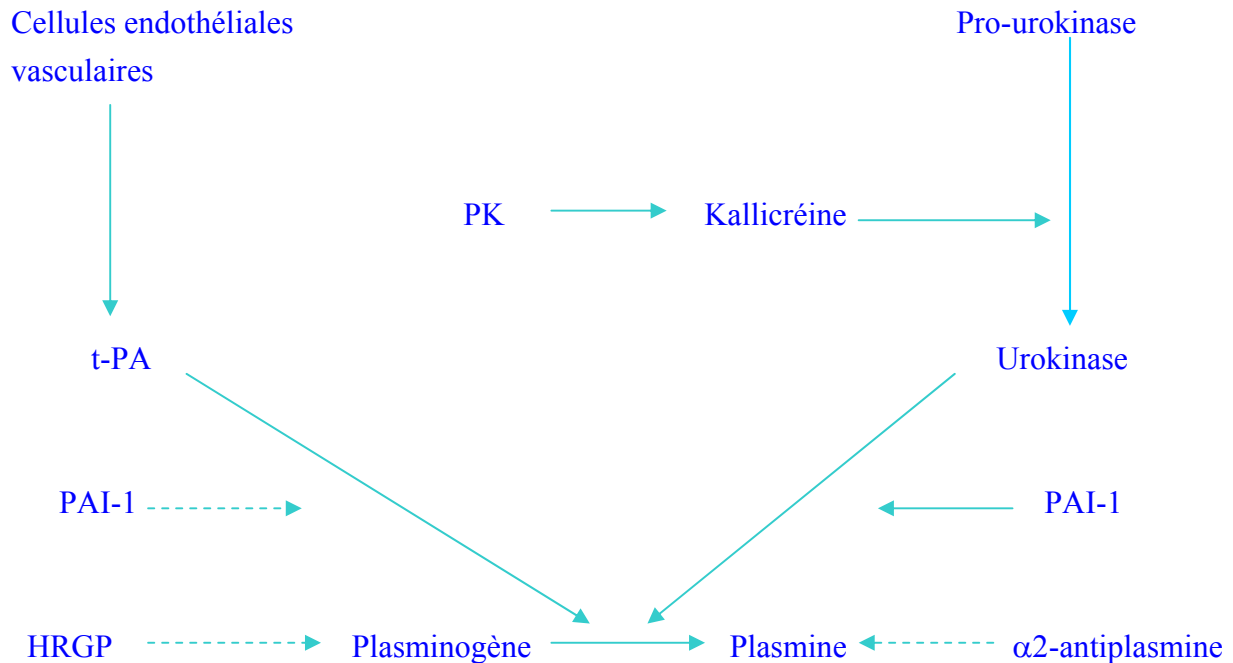 Cellules endothéliales
vasculaires
Pro-urokinase
PK
Kallicréine
t-PA
Urokinase
PAI-1
PAI-1
HRGP
Plasminogène
Plasmine
α2-antiplasmine